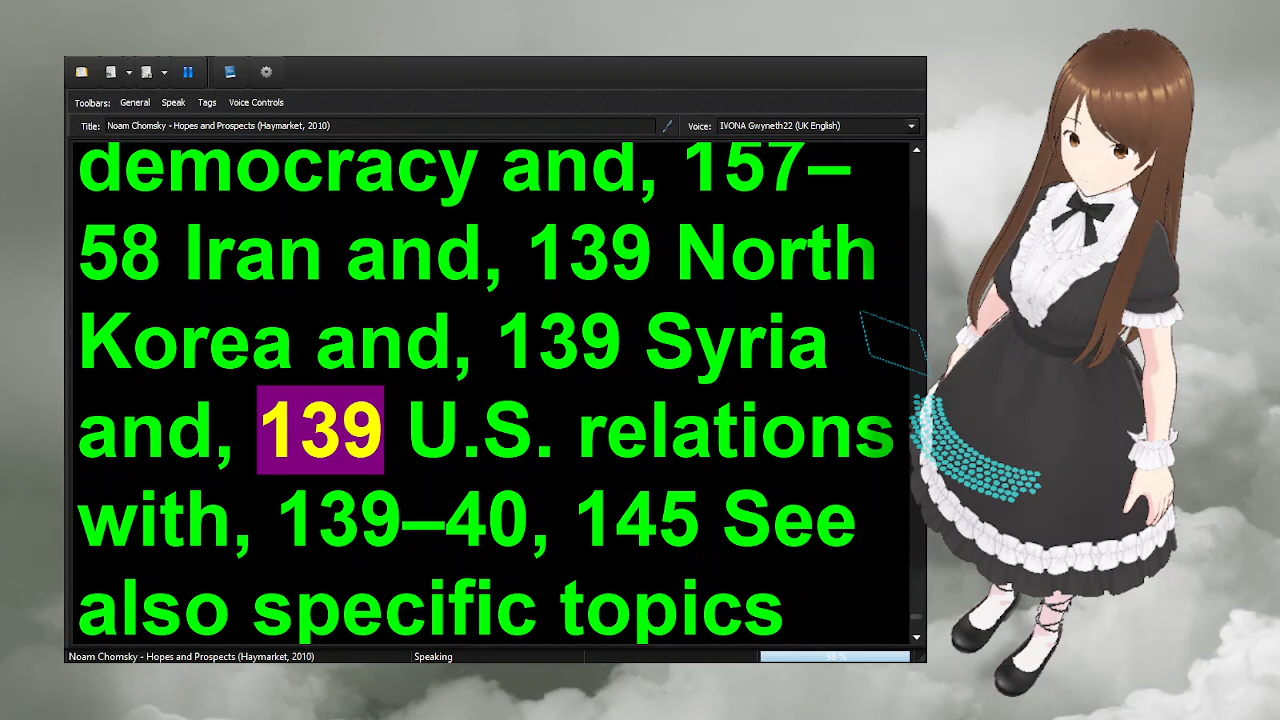 Toolbars: General Speak Tags Voice Controls
Title: Noam Chomsky - Hopes and Prospects (Haymarket, 2010) Voice: IVONA Gwyneth22 (UK English)
democracy and, 157–
58 Iran and, 139 North
Korea and, 139 Syria
and, 139 U.S. relations
with, 139–40, 145 See
also specific topics
Noam Chomsky - Hopes and Prospects (Haymarket, 2010) Speaking 98 %